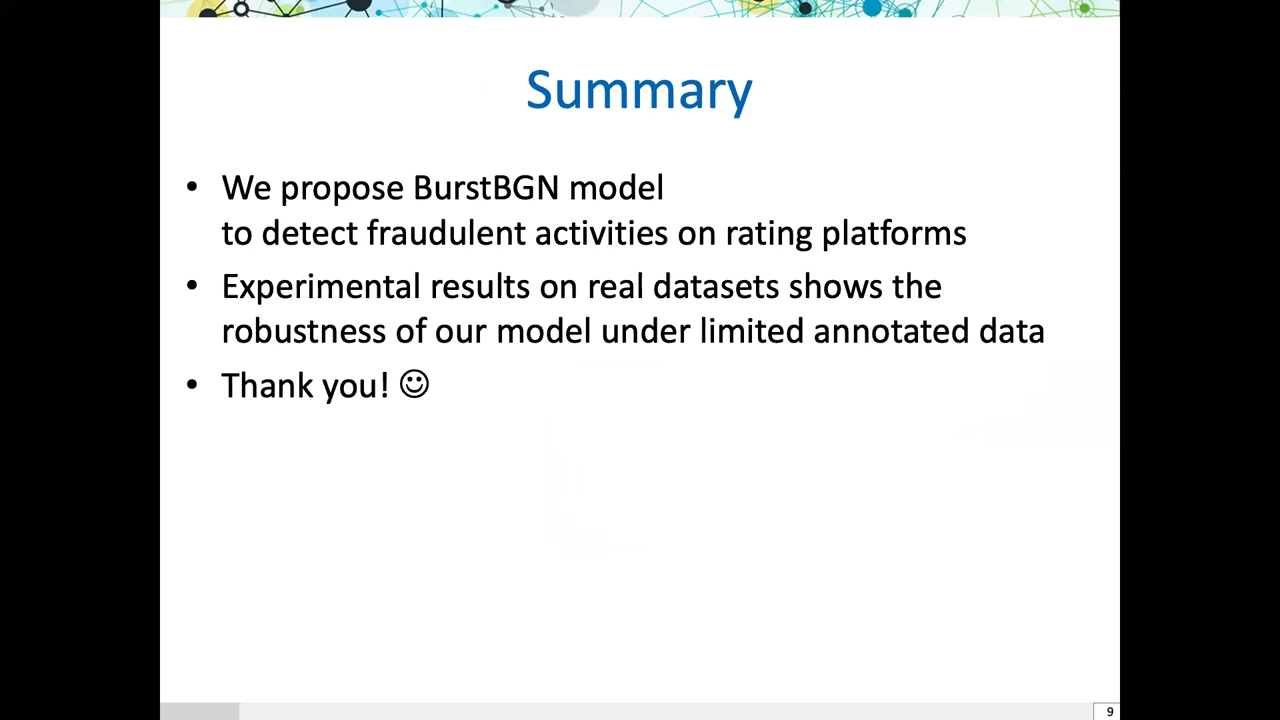 Summary
• We propose BurstBGN model
to detect fraudulent activities on rating platforms
• Experimental results on real datasets shows the
robustness of our model under limited annotated data
• Thank you! ☺
9